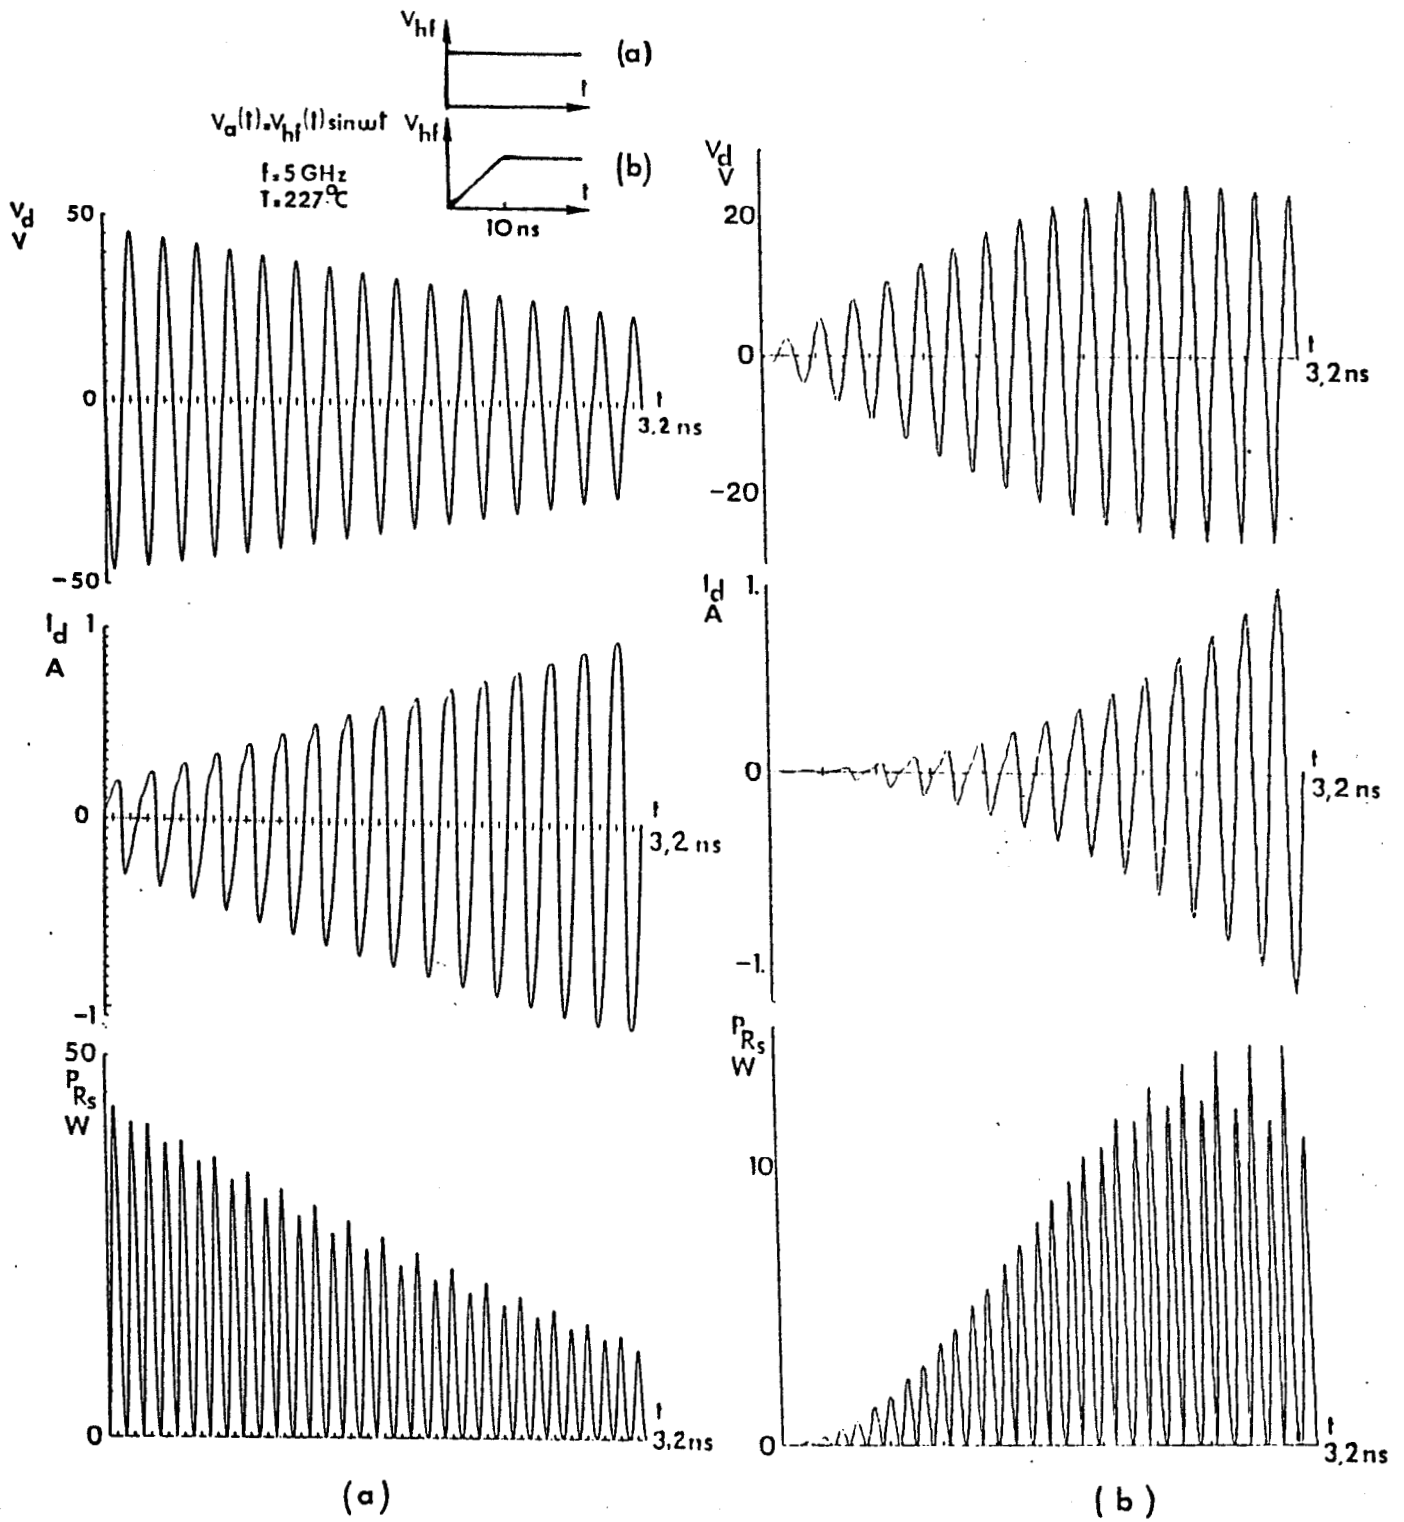 Vhf
t
(a)
Va(t)=Vhf(t)sinωt
f=5 GHz
T=227°C
Vhf
t
10 ns
(b)
Vd
V
50
0
-50
t
3,2 ns
Id
A
1
0
-1
t
3,2 ns
50
PRs
W
0
t
3,2ns
(a)
Vd
V
20
0
-20
t
3,2 ns
Id
A
1.
0
-1.
t
3,2 ns
PRs
W
10
0
t
3,2ns
(b)